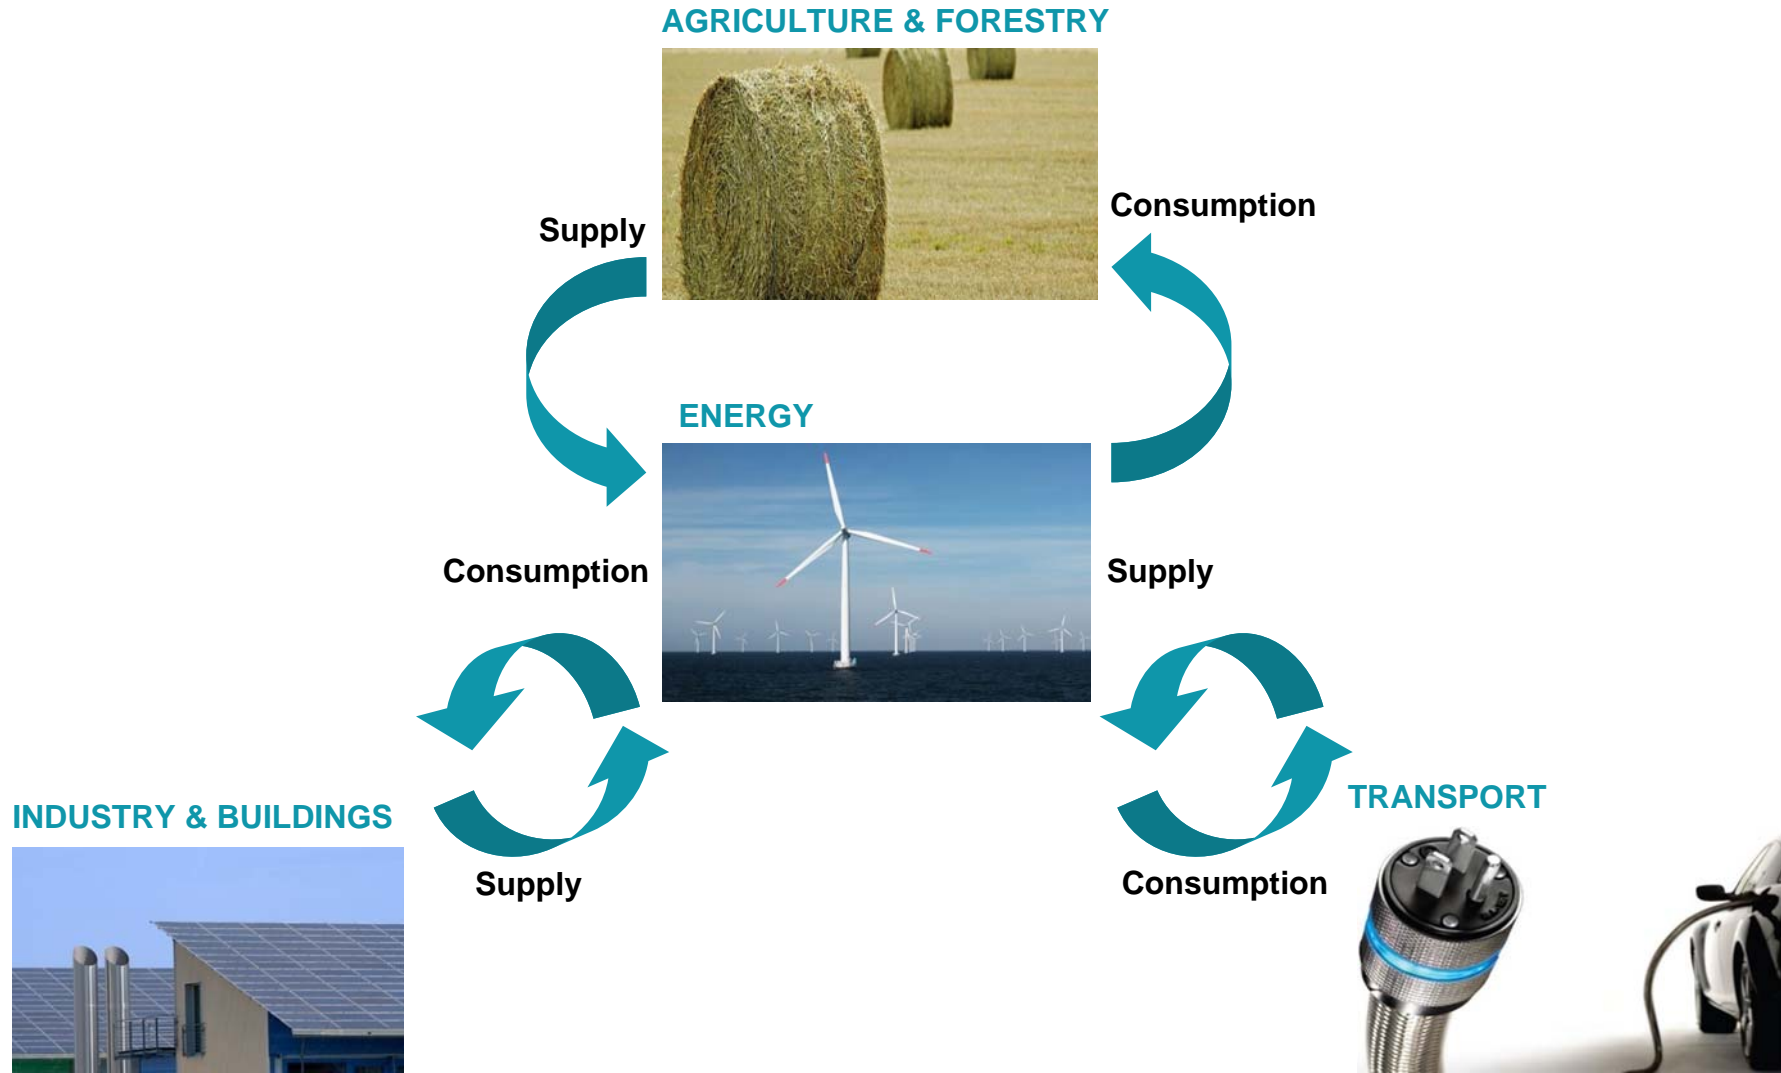 AGRICULTURE & FORESTRY
Supply
Consumption
ENERGY
Consumption
Supply
INDUSTRY & BUILDINGS
TRANSPORT
Supply
Consumption